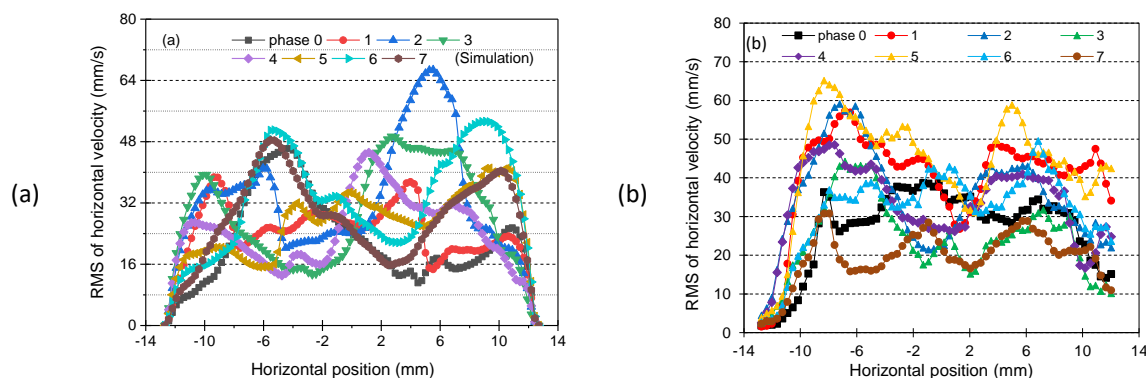 (a)
RMS of horizontal velocity (mm/s)
80
64
48
32
16
0
(a)
phase 0 1 2 3
4 5 6 7 (Simulation)
-14 -10 -6 -2 2 6 10 14
Horizontal position (mm)
(b)
RMS of horizontal velocity (mm/s)
80
70
60
50
40
30
20
10
0
(b)
phase 0 1 2 3
4 5 6 7
-14 -10 -6 -2 2 6 10 14
Horizontal position (mm)